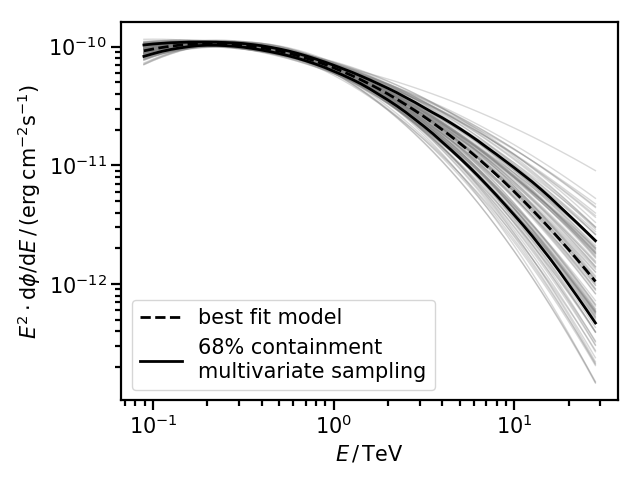 10⁻¹⁰
10⁻¹¹
10⁻¹²
E² · dϕ/dE / (erg cm⁻² s⁻¹)
best fit model
68% containment
multivariate sampling
10⁻¹ 10⁰ 10¹
E / TeV